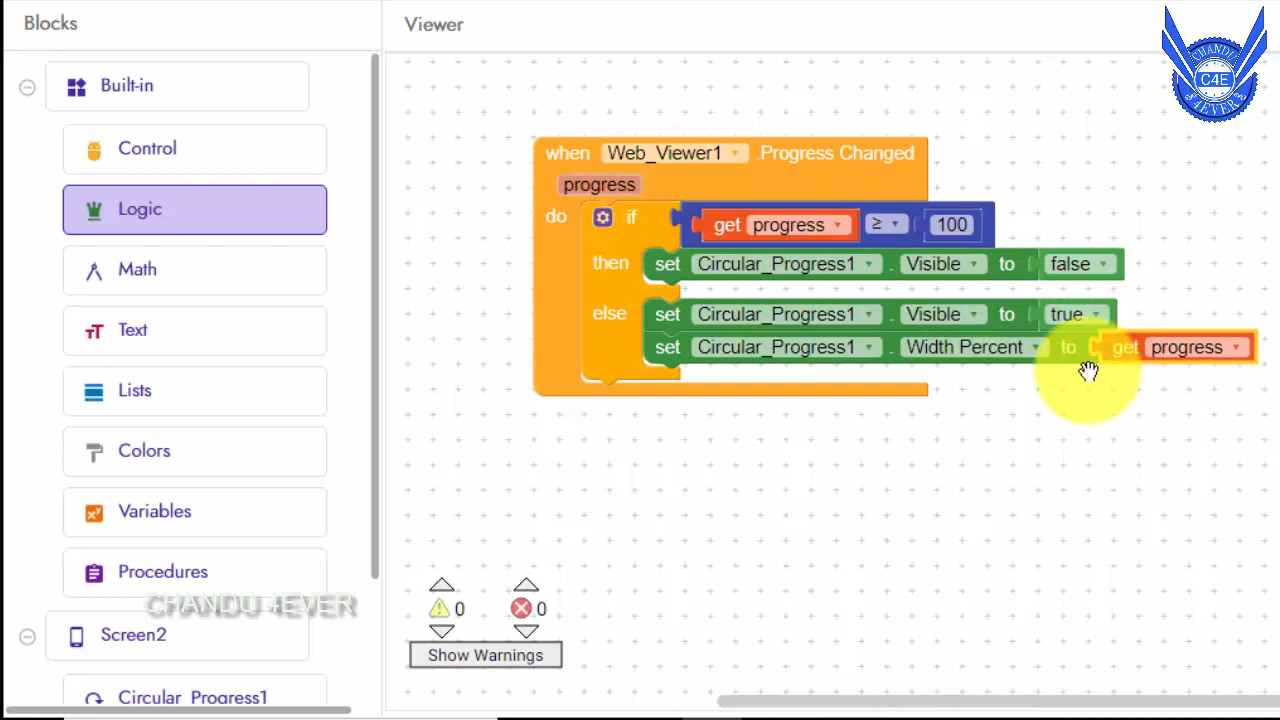 Blocks
Viewer
CHANDU
C4E
4EVER
Built-in
Control
Logic
Math
Text
Lists
Colors
Variables
Procedures
CHANDU 4EVER
Screen2
Circular_Progress1
when Web_Viewer1 .Progress Changed
progress
do if get progress ≥ 100
then set Circular_Progress1 . Visible to false
else set Circular_Progress1 . Visible to true
set Circular_Progress1 . Width Percent to get progress
0 0
Show Warnings